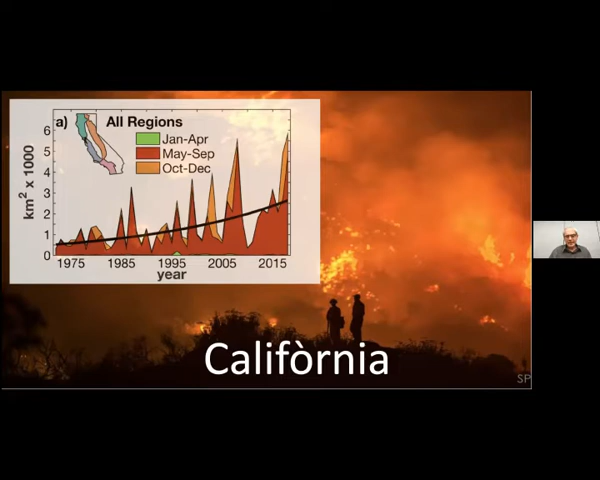 a)
All Regions
Jan-Apr
May-Sep
Oct-Dec
km² x 1000
6
5
4
3
2
1
0
1975 1985 1995 2005 2015
year
Califòrnia
SP